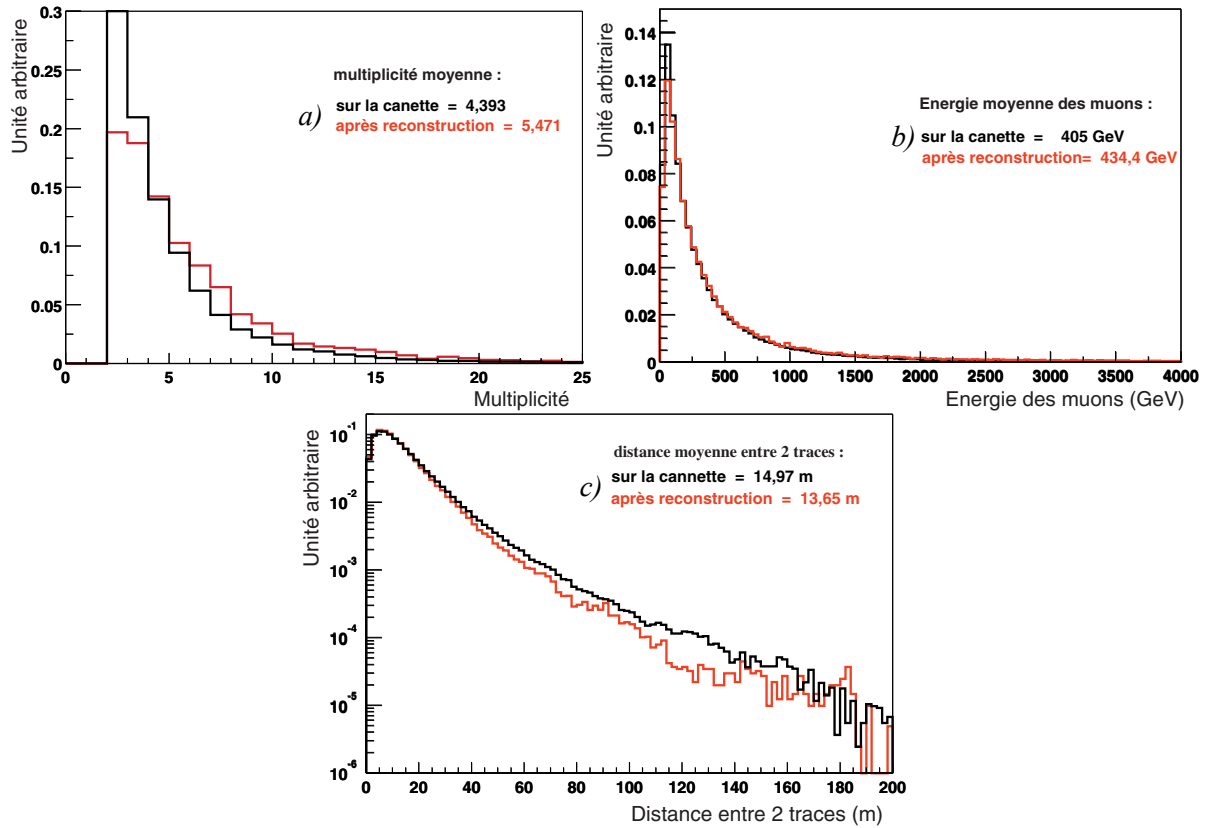 Unité arbitraire
0.3
0.25
0.2
0.15
0.1
0.05
0
multiplicité moyenne :
a)
sur la canette = 4,393
après reconstruction = 5,471
0 5 10 15 20 25
Multiplicité
Unité arbitraire
0.14
0.12
0.1
0.08
0.06
0.04
0.02
0
Energie moyenne des muons :
b)
sur la canette = 405 GeV
après reconstruction= 434,4 GeV
0 500 1000 1500 2000 2500 3000 3500 4000
Energie des muons (GeV)
Unité arbitraire
10-1
10-2
10-3
10-4
10-5
10-6
distance moyenne entre 2 traces :
c)
sur la cannette = 14,97 m
après reconstruction = 13,65 m
0 20 40 60 80 100 120 140 160 180 200
Distance entre 2 traces (m)